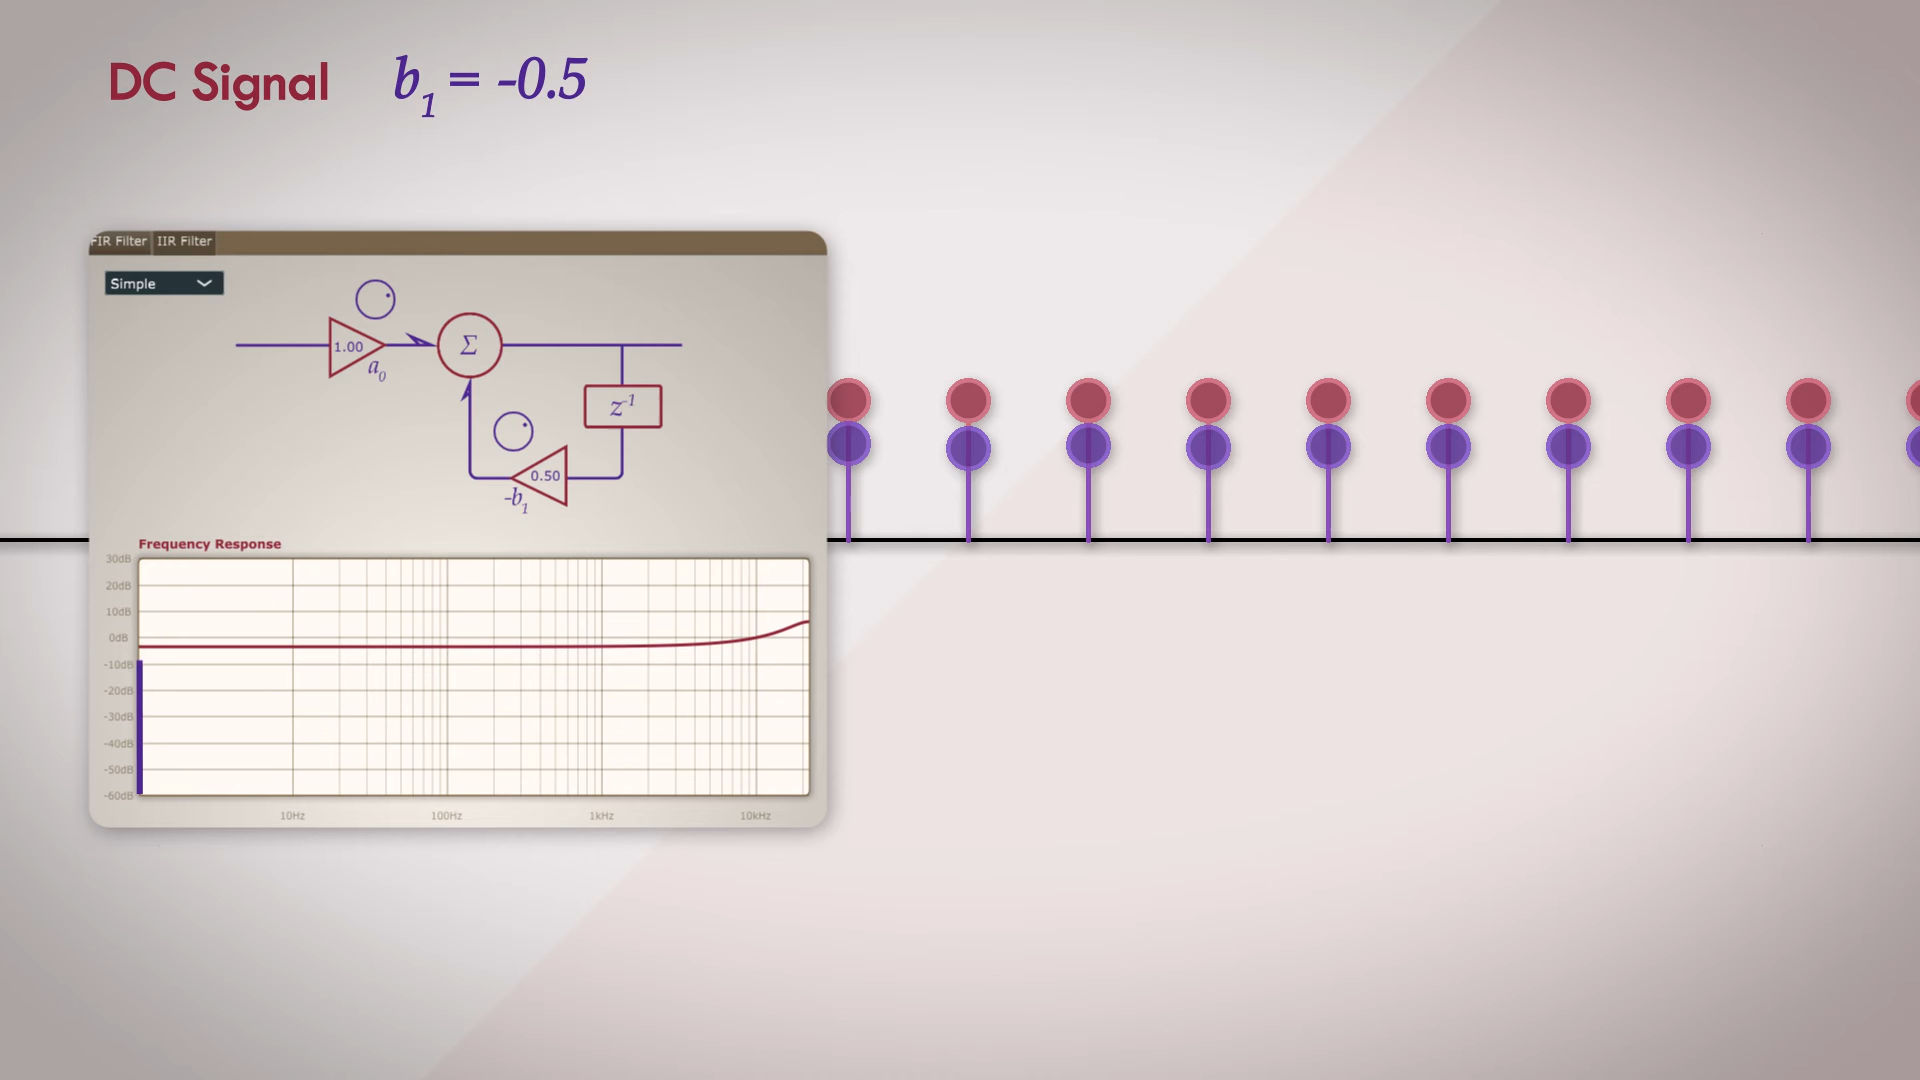 DC Signal b1 = -0.5
FIR Filter IIR Filter
Simple
1.00
a0
Σ
z-1
0.50
-b1
Frequency Response
30dB
20dB
10dB
0dB
-10dB
-20dB
-30dB
-40dB
-50dB
-60dB
10Hz 100Hz 1kHz 10kHz